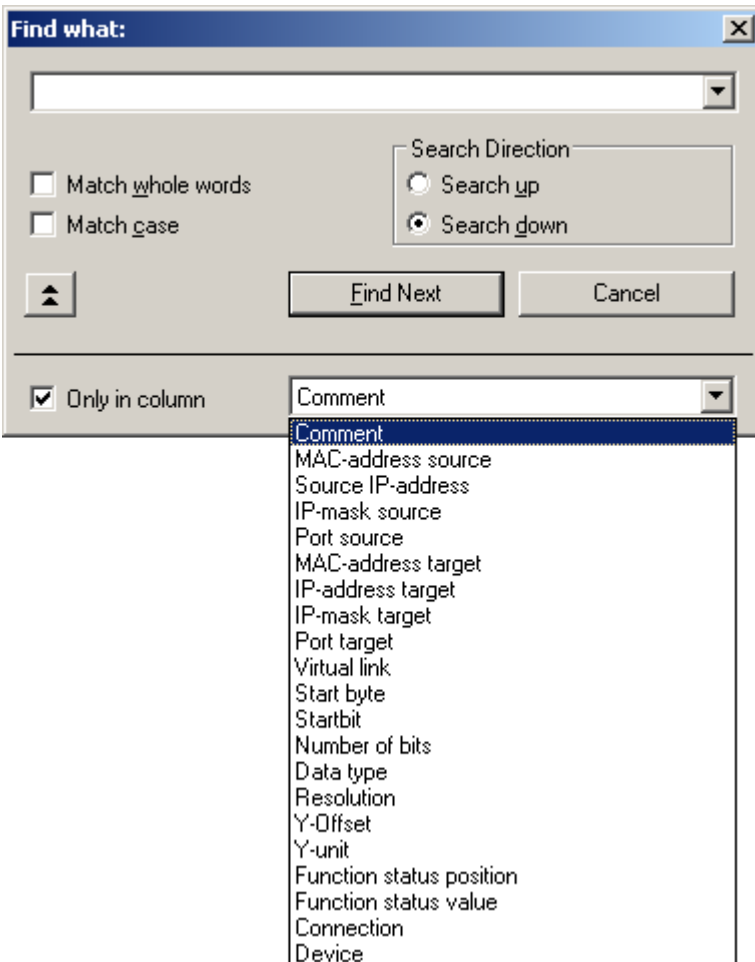 Find what:
Search Direction
Match whole words
Search up
Match case
Search down
Find Next
Cancel
Only in column
Comment
Comment
MAC-address source
Source IP-address
IP-mask source
Port source
MAC-address target
IP-address target
IP-mask target
Port target
Virtual link
Start byte
Startbit
Number of bits
Data type
Resolution
Y-Offset
Y-unit
Function status position
Function status value
Connection
Device